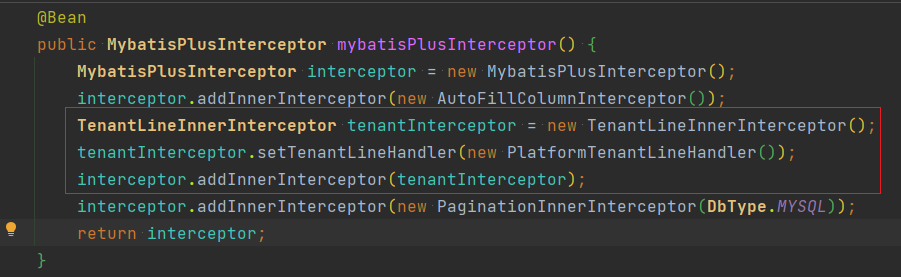 @Bean
public MybatisPlusInterceptor mybatisPlusInterceptor() {
MybatisPlusInterceptor interceptor = new MybatisPlusInterceptor();
interceptor.addInnerInterceptor(new AutoFillColumnInterceptor());
TenantLineInnerInterceptor tenantInterceptor = new TenantLineInnerInterceptor();
tenantInterceptor.setTenantLineHandler(new PlatformTenantLineHandler());
interceptor.addInnerInterceptor(tenantInterceptor);
interceptor.addInnerInterceptor(new PaginationInnerInterceptor(DbType.MYSQL));
return interceptor;
}